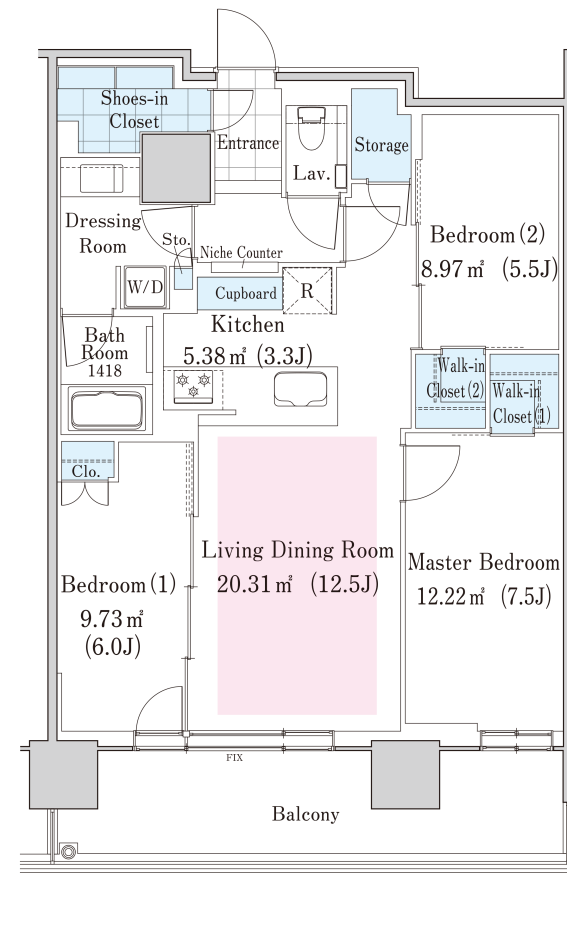 Shoes-in
Closet
Entrance
Lav.
Storage
Dressing
Room
Sto.
Niche Counter
W/D
Cupboard
R
Bedroom (2)
8.97㎡ (5.5J)
Kitchen
5.38㎡ (3.3J)
Bath
Room
1418
Walk-in
Closet (2)
Walk-in
Closet (1)
Clo.
Living Dining Room
20.31㎡ (12.5J)
Master Bedroom
12.22㎡ (7.5J)
Bedroom (1)
9.73㎡
(6.0J)
FIX
Balcony